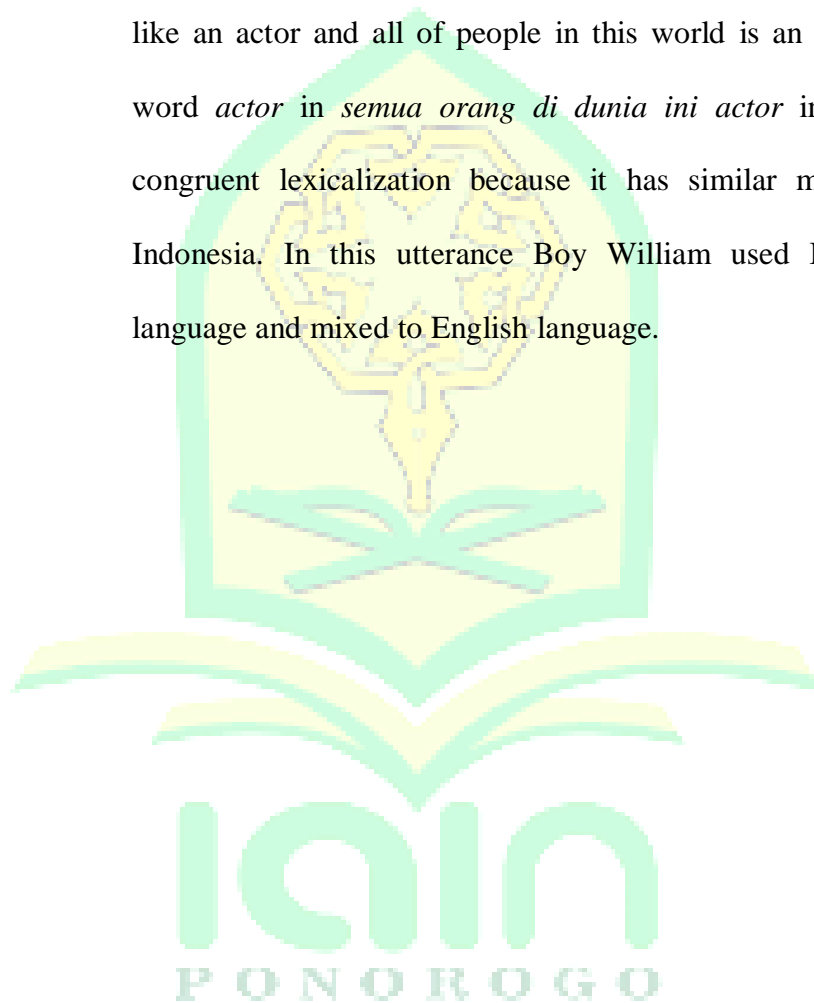 like an actor and all of people in this world is an
word actor in semua orang di dunia ini actor
congruent lexicalization because it has similar
Indonesia. In this utterance Boy William used
language and mixed to English language.
iain
PONOROGO